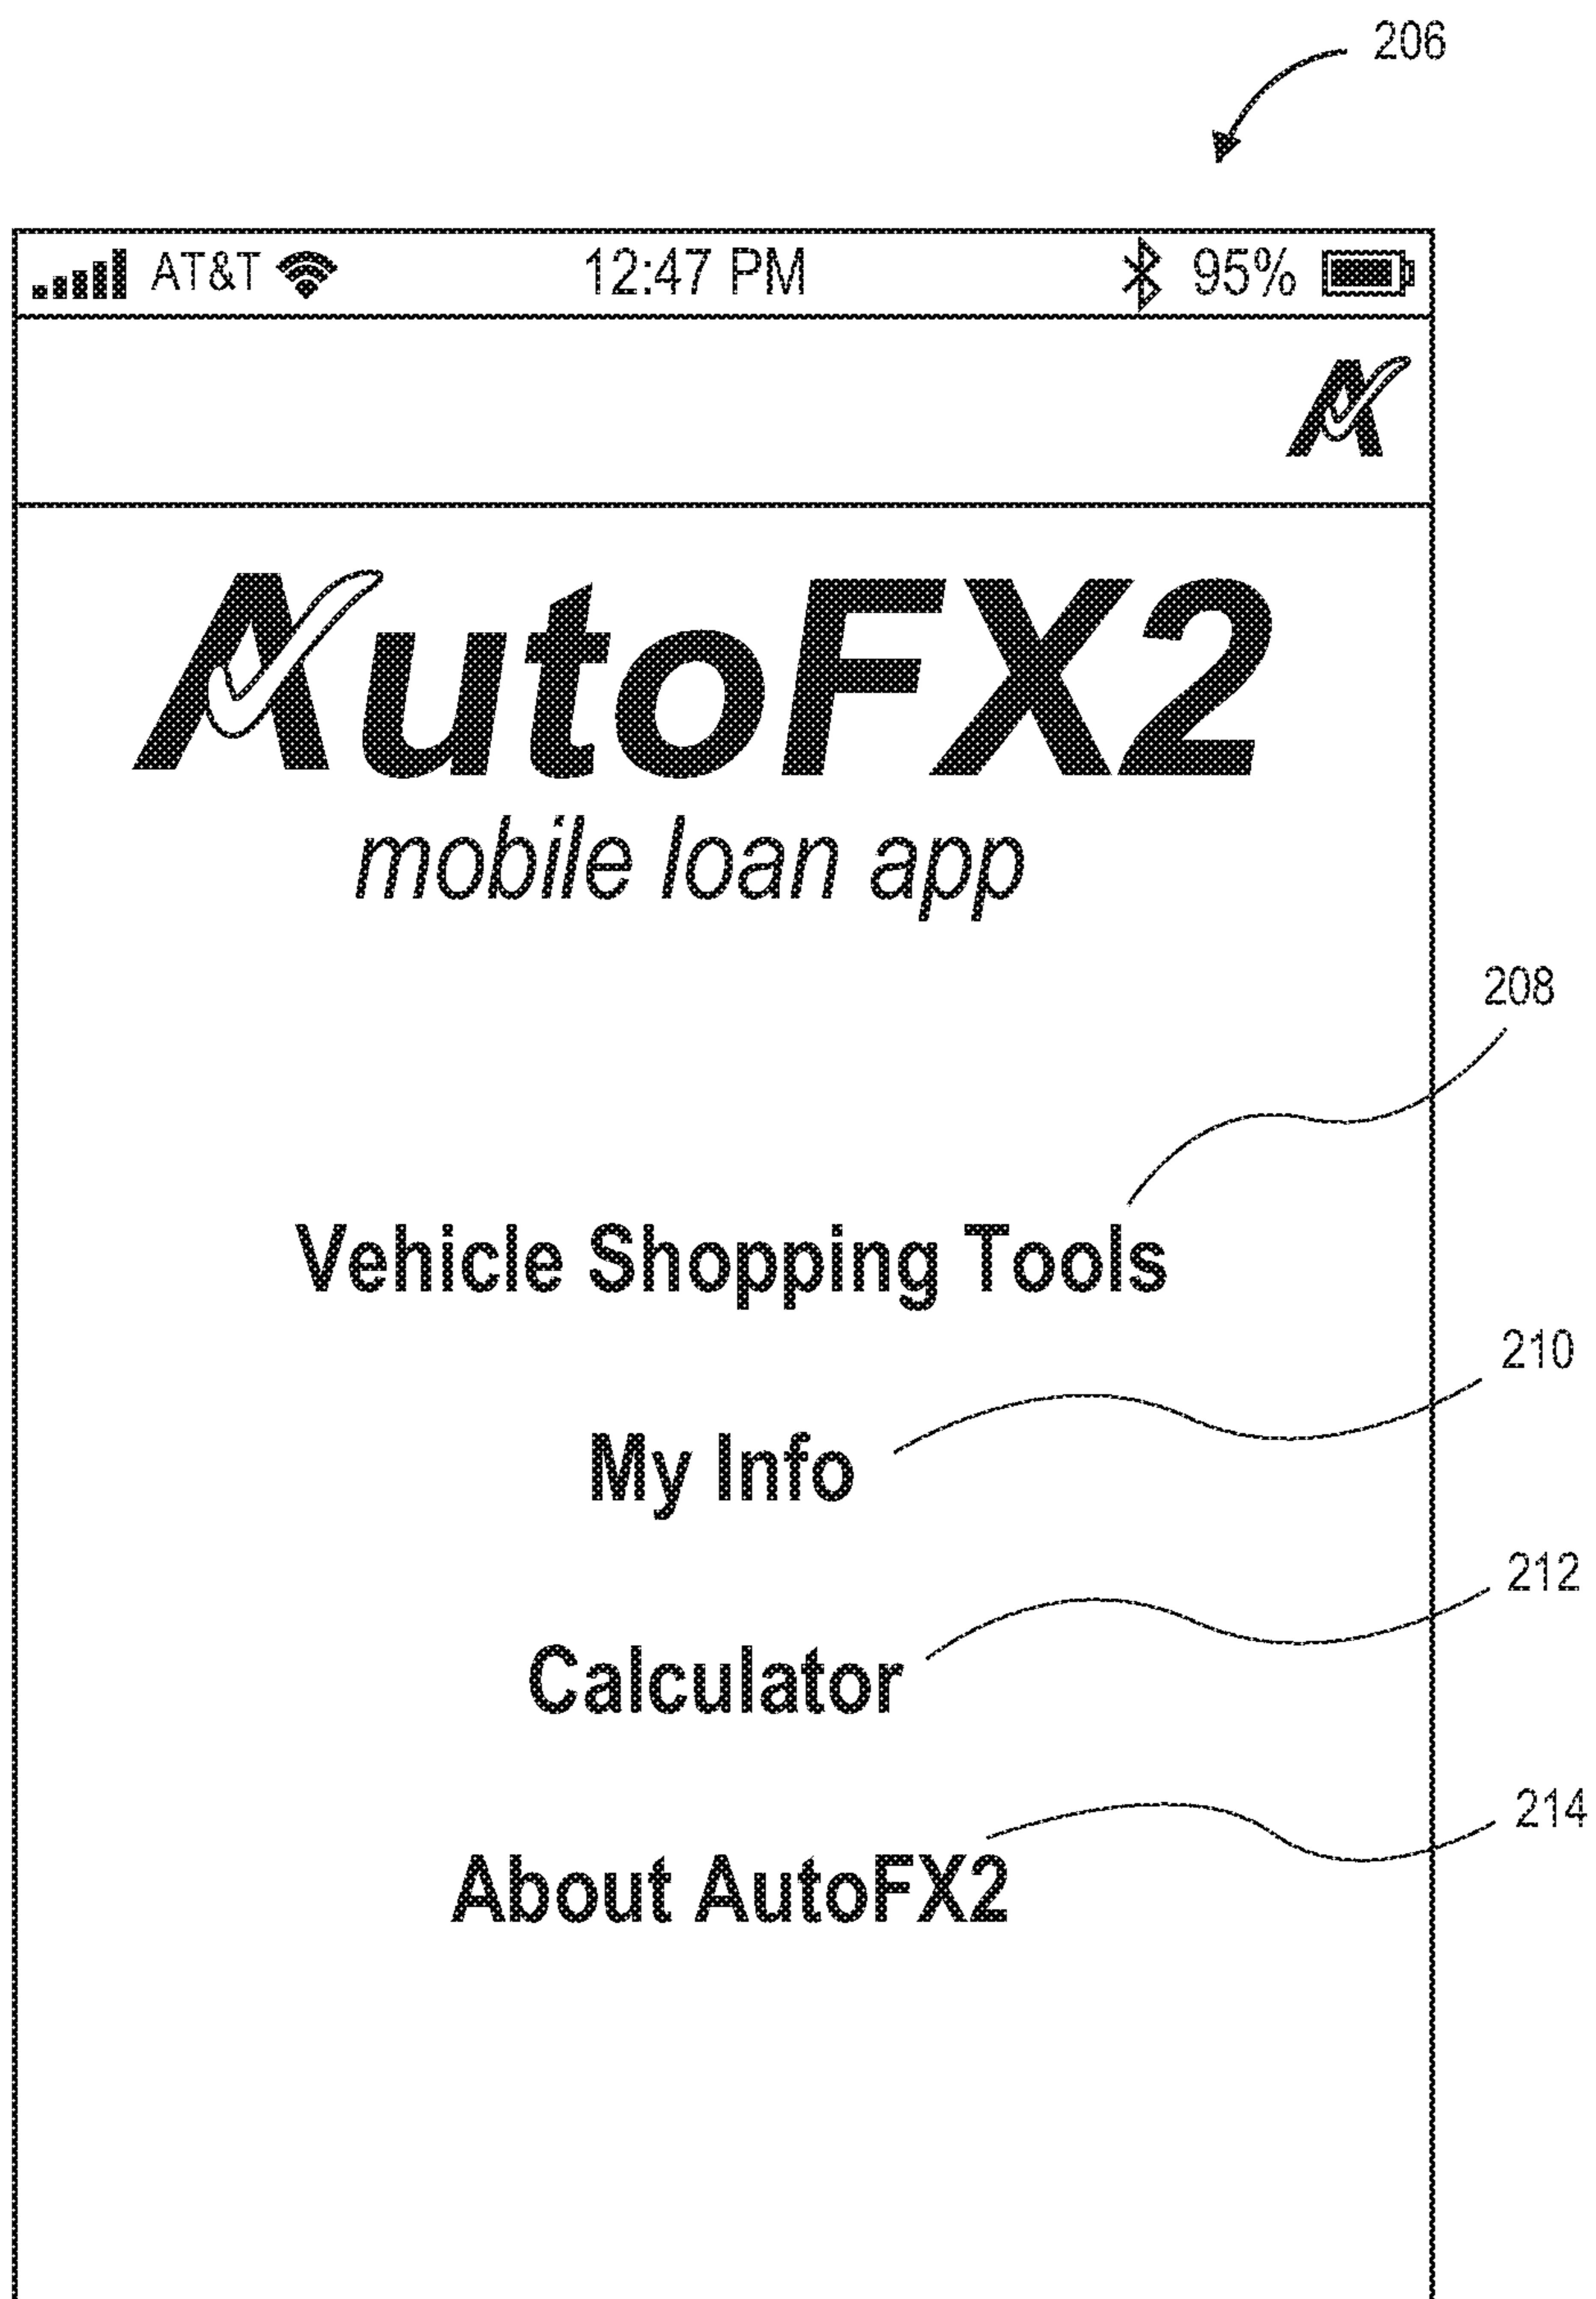 206
AT&T 12:47 PM 95%
AutoFX2
mobile loan app
208
Vehicle Shopping Tools
210
My Info
212
Calculator
214
About AutoFX2